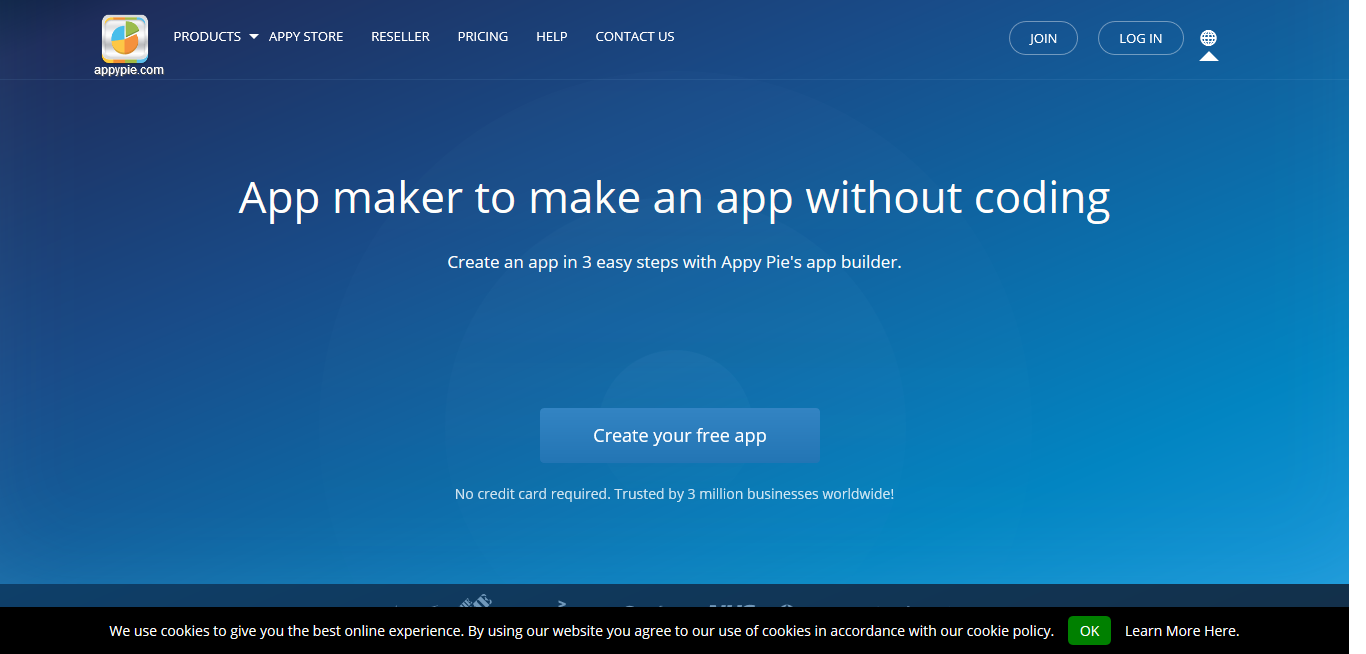 PRODUCTS APPY STORE RESELLER PRICING HELP CONTACT US JOIN LOG IN
appypie.com
App maker to make an app without coding
Create an app in 3 easy steps with Appy Pie's app builder.
Create your free app
No credit card required. Trusted by 3 million businesses worldwide!
We use cookies to give you the best online experience. By using our website you agree to our use of cookies in accordance with our cookie policy. OK Learn More Here.